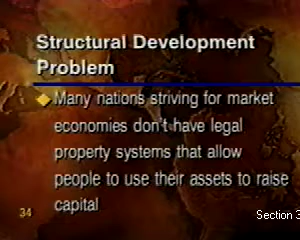 Structural Development
Problem
Many nations striving for market
economies don't have legal
property systems that allow
people to use their assets to raise
capital
34
Section 3